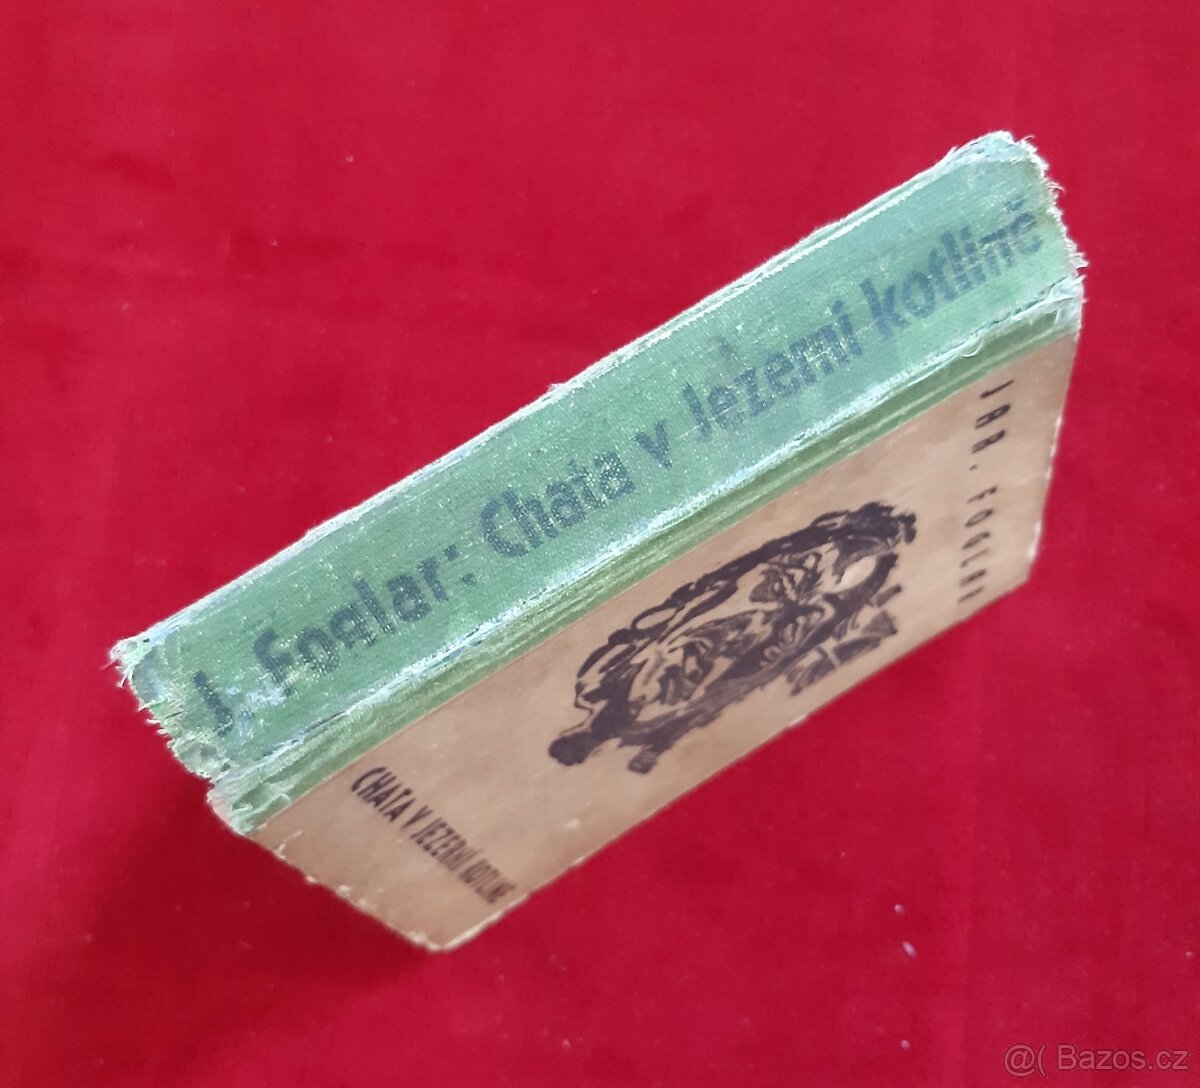 J. Foglar: Chata v Jezerní kotlině
JAR. FOGLAR
CHATA V JEZERNÍ KOTLINĚ
@( Bazos.cz